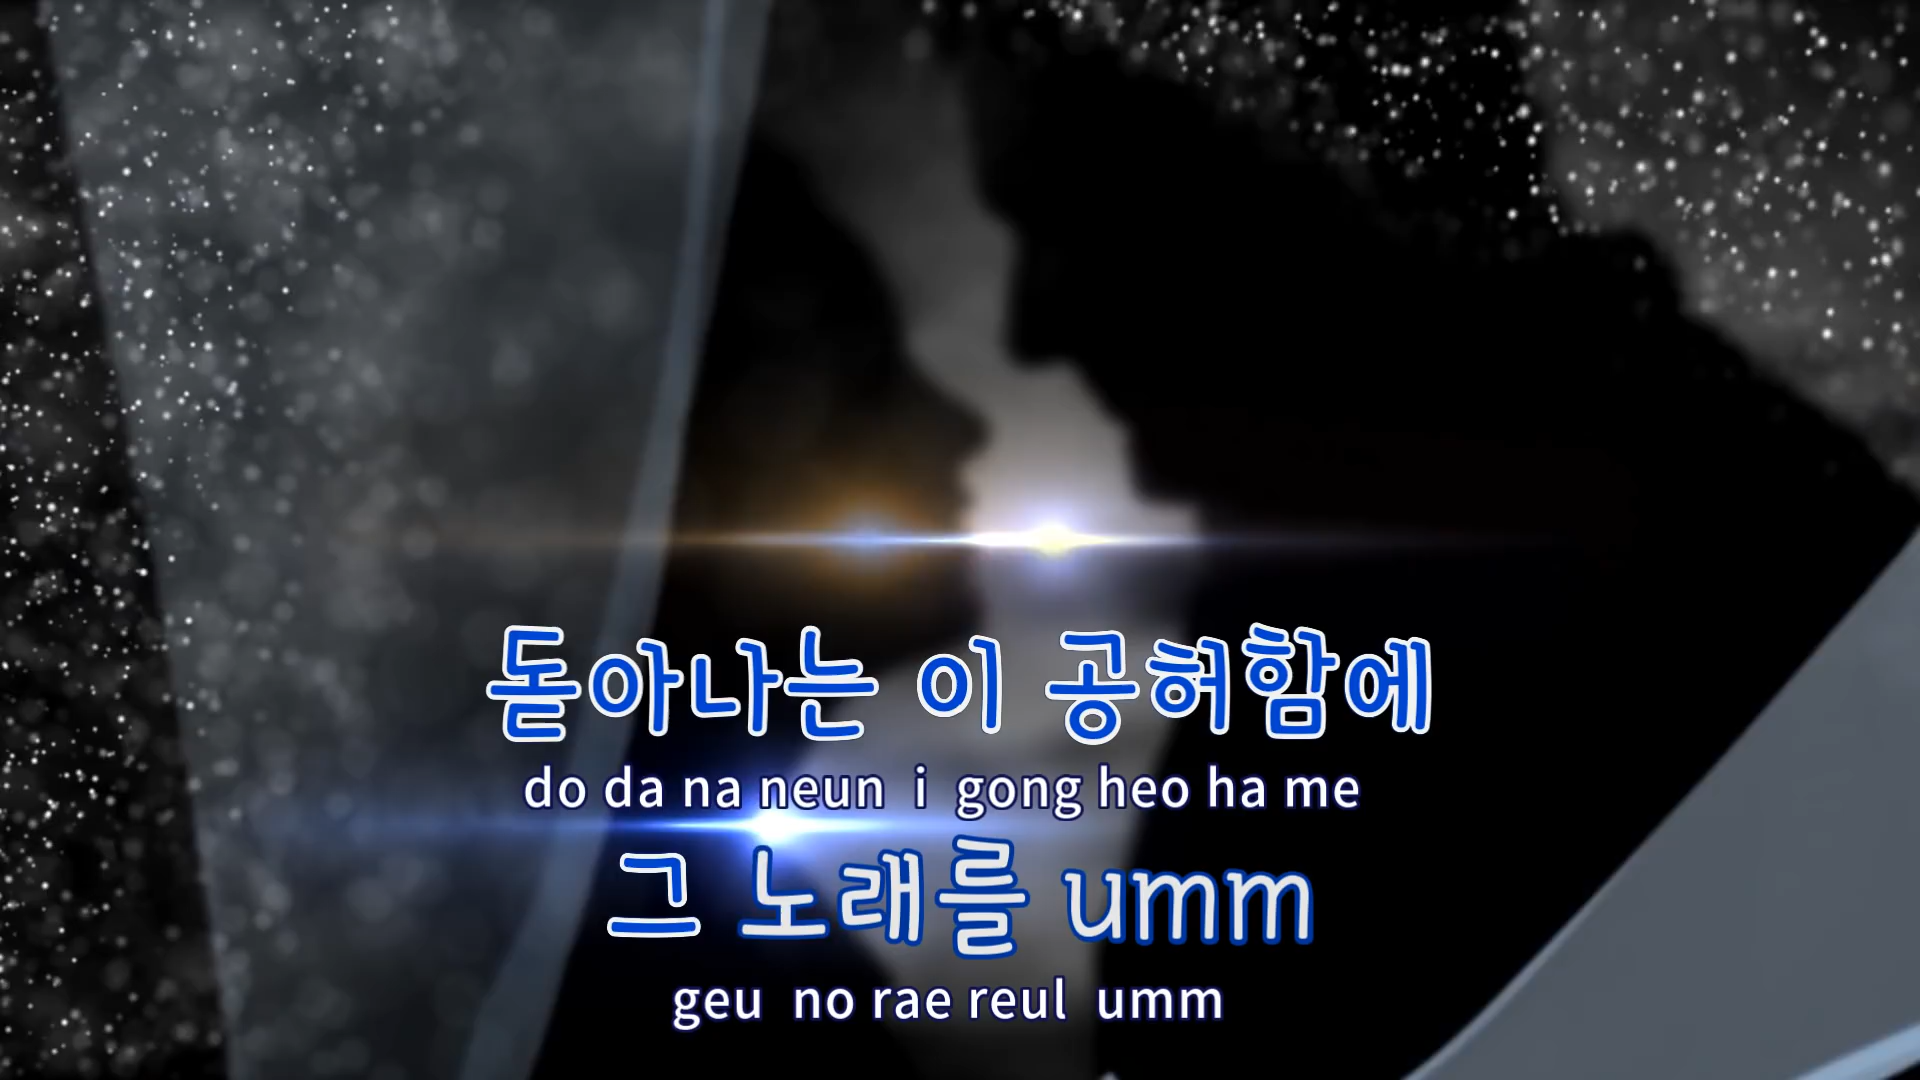 돋아나는 이 공허함에
do da na neun i gong heo ha me
그 노래를 umm
geu no rae reul umm